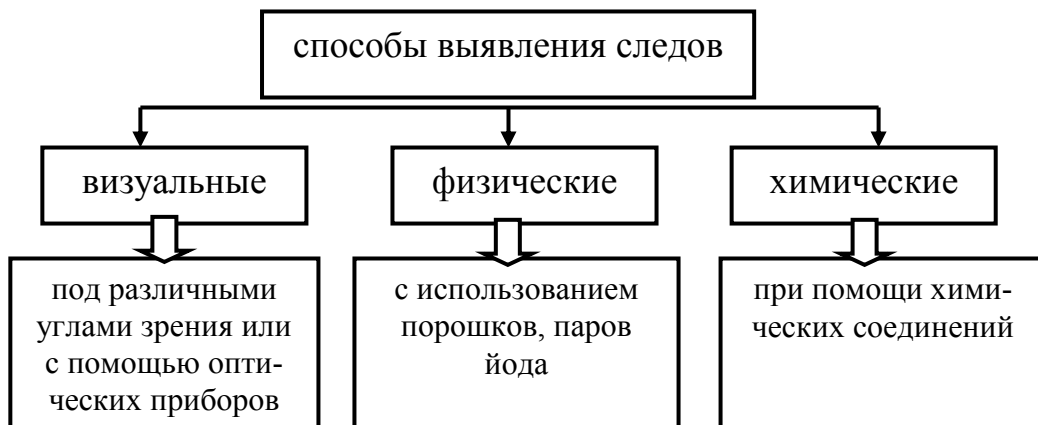 способы выявления следов
визуальные
физические
химические
под различными
углами зрения или
с помощью опти-
ческих приборов
с использованием
порошков, паров
йода
при помощи хими-
ческих соединений